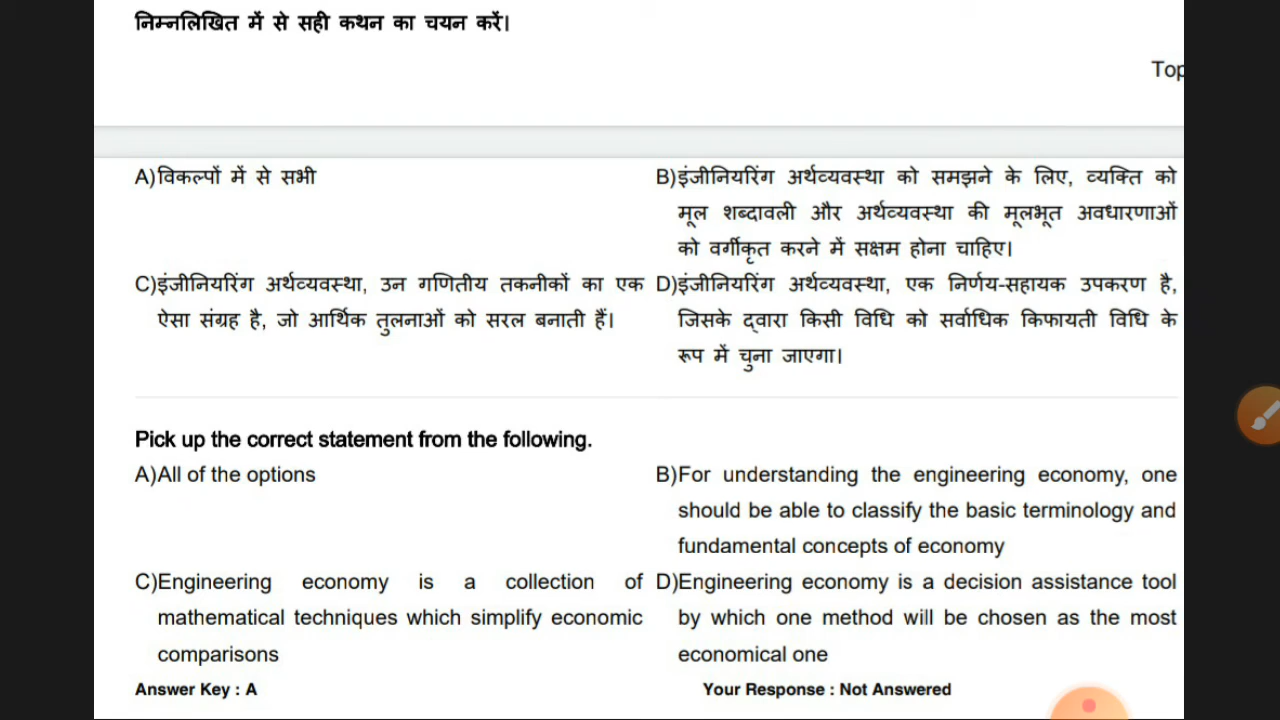 निम्नलिखित में से सही कथन का चयन करें।
Top
A)विकल्पों में से सभी
B)इंजीनियरिंग अर्थव्यवस्था को समझने के लिए, व्यक्ति को
मूल शब्दावली और अर्थव्यवस्था की मूलभूत अवधारणाओं
को वर्गीकृत करने में सक्षम होना चाहिए।
C)इंजीनियरिंग अर्थव्यवस्था, उन गणितीय तकनीकों का एक
ऐसा संग्रह है, जो आर्थिक तुलनाओं को सरल बनाती हैं।
D)इंजीनियरिंग अर्थव्यवस्था, एक निर्णय-सहायक उपकरण है,
जिसके द्वारा किसी विधि को सर्वाधिक किफायती विधि के
रूप में चुना जाएगा।
Pick up the correct statement from the following.
A)All of the options
B)For understanding the engineering economy, one
should be able to classify the basic terminology and
fundamental concepts of economy
C)Engineering economy is a collection of
mathematical techniques which simplify economic
comparisons
D)Engineering economy is a decision assistance tool
by which one method will be chosen as the most
economical one
Answer Key : A
Your Response : Not Answered